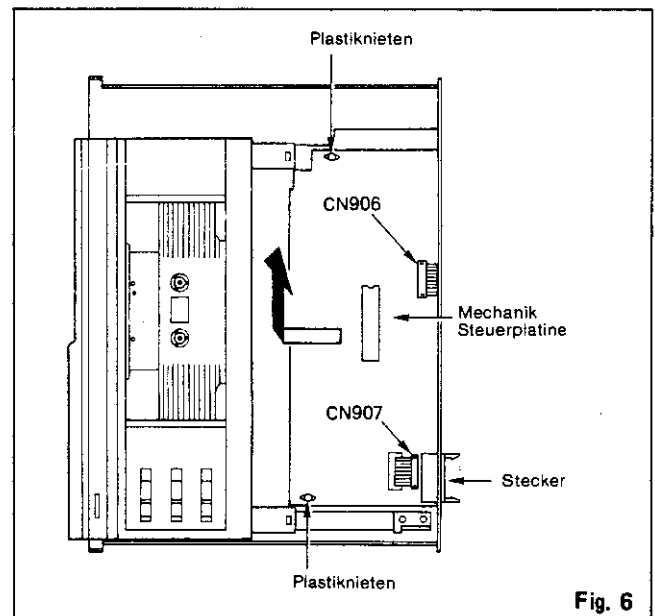 Plastiknieten
CN906
Mechanik
Steuerplatine
CN907
Stecker
Plastiknieten
Fig. 6